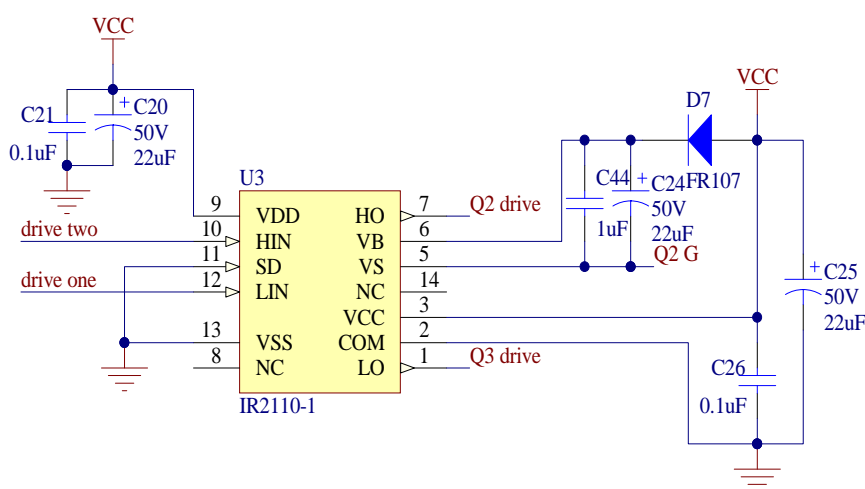 VCC
C21
0.1uF
+
C20
50V
22uF
U3
9
VDD
drive two
10
HIN
11
SD
drive one
12
LIN
13
VSS
8
NC
HO
7
Q2 drive
VB
6
VS
5
Q2 G
NC
14
VCC
3
COM
2
LO
1
Q3 drive
IR2110-1
C44
1uF
+
C24
50V
22uF
D7
FR107
VCC
+
C25
50V
22uF
C26
0.1uF